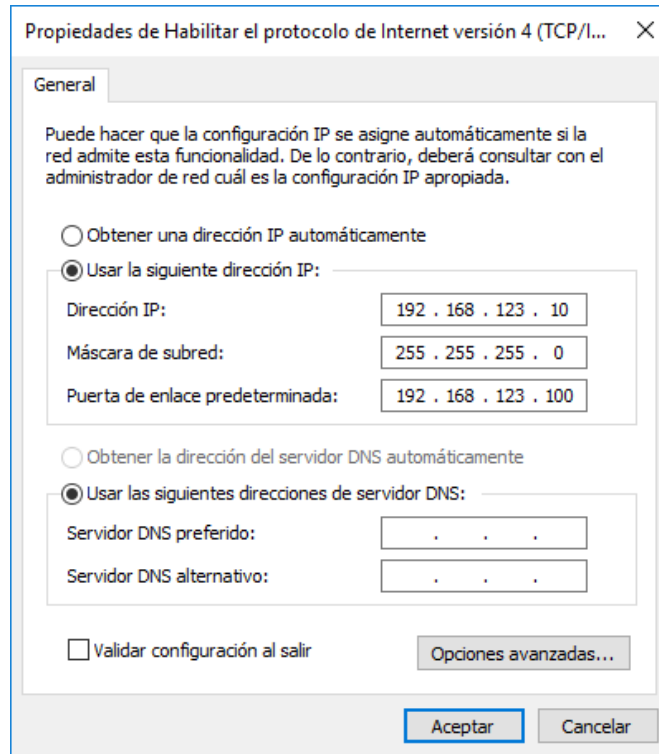 Propiedades de Habilitar el protocolo de Internet versión 4 (TCP/I...
General
Puede hacer que la configuración IP se asigne automáticamente si la
red admite esta funcionalidad. De lo contrario, deberá consultar con el
administrador de red cuál es la configuración IP apropiada.
Obtener una dirección IP automáticamente
Usar la siguiente dirección IP:
Dirección IP: 192 . 168 . 123 . 10
Máscara de subred: 255 . 255 . 255 . 0
Puerta de enlace predeterminada: 192 . 168 . 123 . 100
Obtener la dirección del servidor DNS automáticamente
Usar las siguientes direcciones de servidor DNS:
Servidor DNS preferido: . . .
Servidor DNS alternativo: . . .
Validar configuración al salir Opciones avanzadas...
Aceptar Cancelar